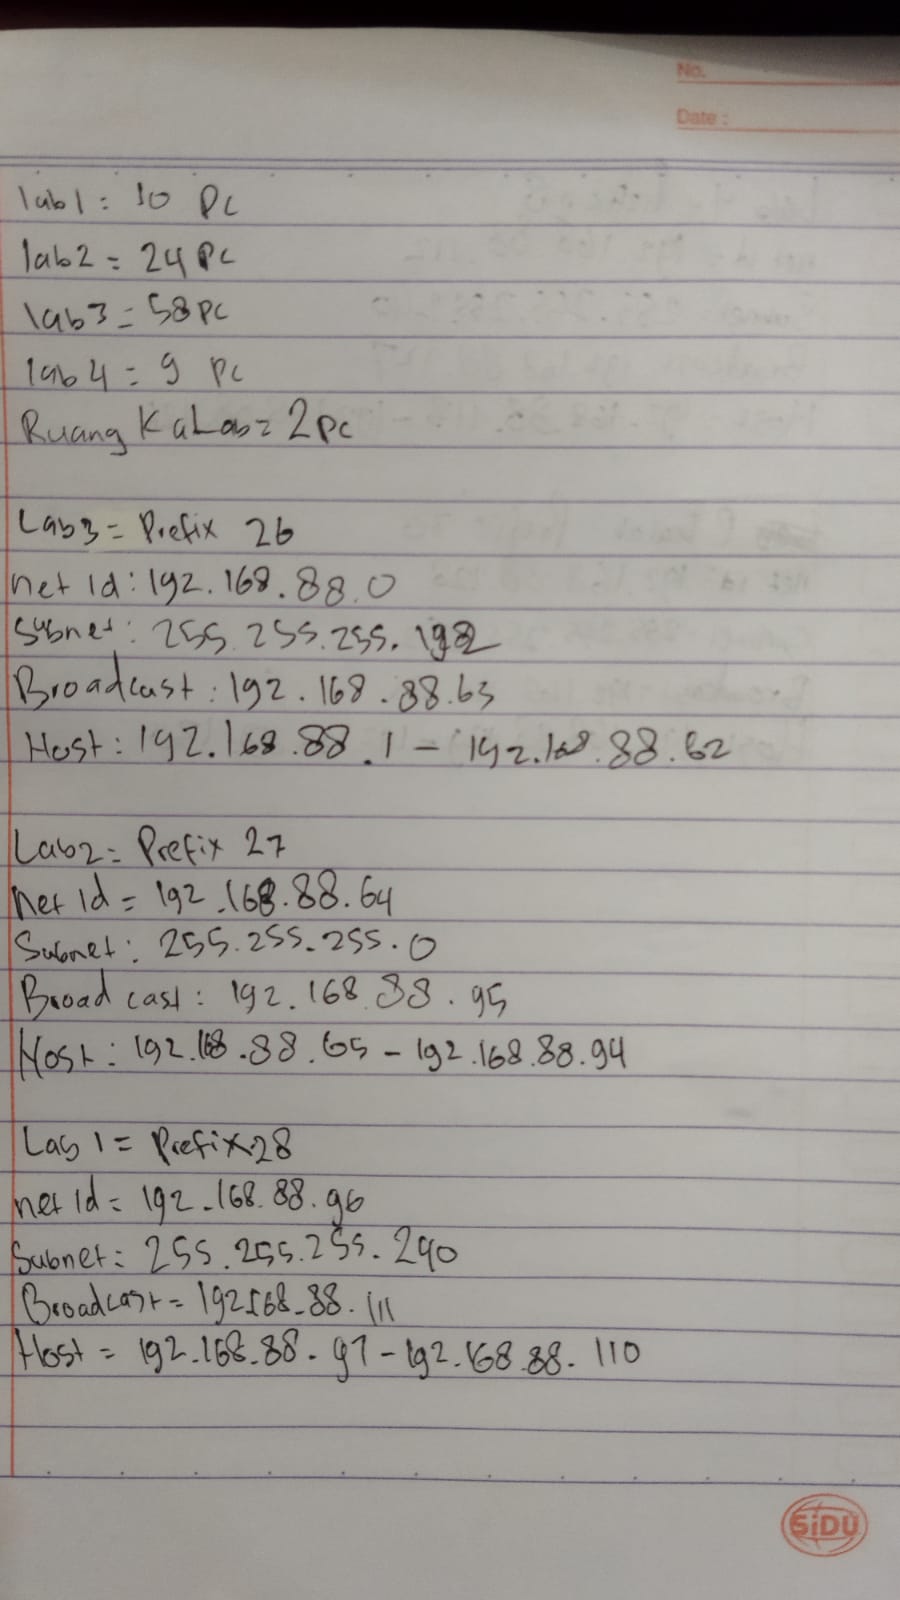 No.
Date :
lab1 = 10 PC
lab2 = 24 PC
lab3 = 58 PC
lab 4 = 9 PC
Ruang KaLab = 2 PC
Lab3 = Prefix 26
net Id : 192.168.88.0
Subnet : 255.255.255.192
Broadcast : 192.168.88.63
Host : 192.168.88.1 - 192.168.88.62
Lab2 = Prefix 27
net Id = 192.168.88.64
Subnet : 255.255.255.0
Broad cast : 192.168.88.95
Host : 192.168.88.65 - 192.168.88.94
Lab 1 = Prefix 28
net Id = 192.168.88.96
Subnet = 255.255.255.240
Broadcast = 192.168.88.111
Host = 192.168.88.97 - 192.168.88.110
SiDU